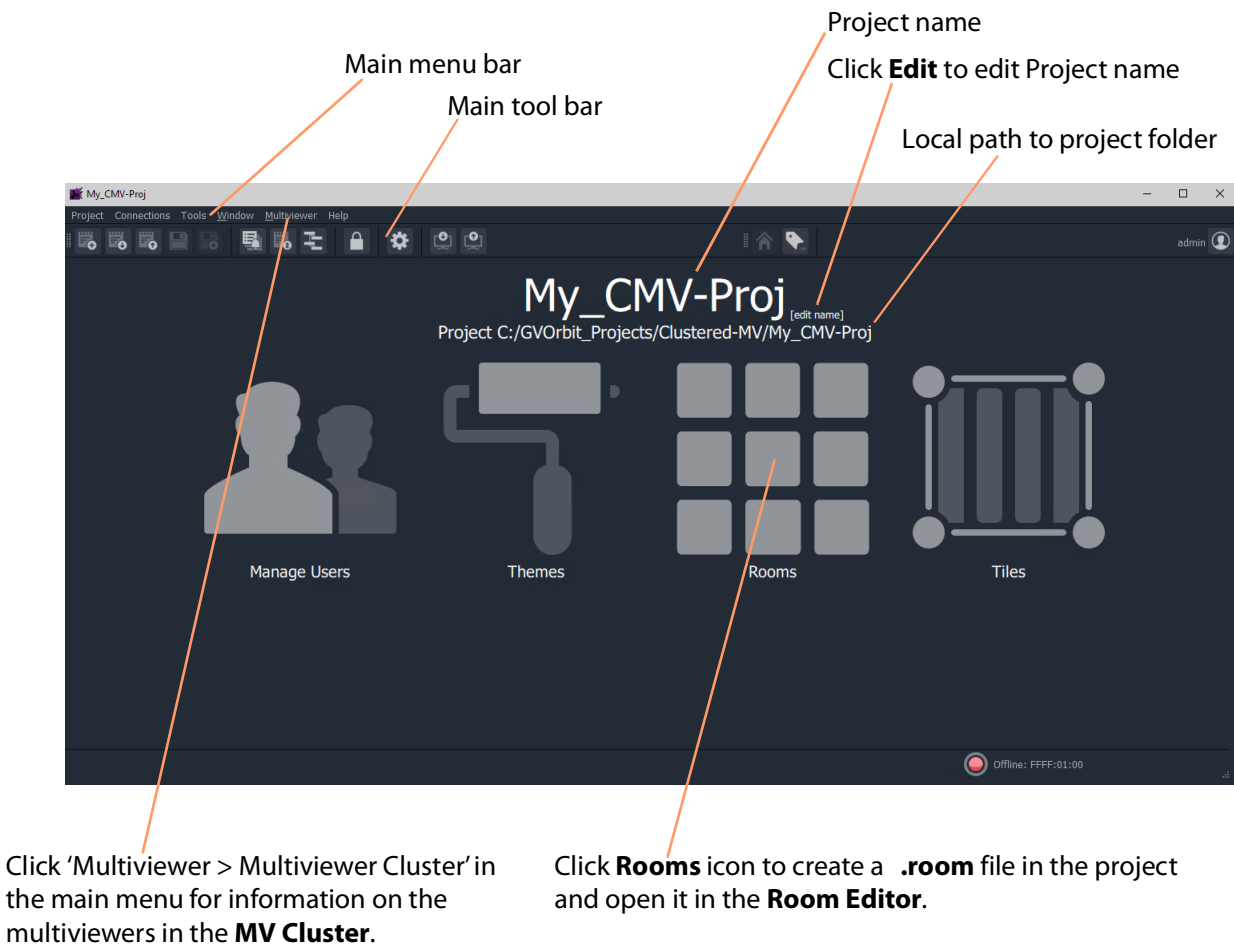 Project name
Main menu bar
Click Edit to edit Project name
Main tool bar
Local path to project folder
My_CMV-Proj
Project Connections Tools Window Multiviewer Help
admin
My_CMV-Proj
[edit name]
Project C:/GVOrbit_Projects/Clustered-MV/My_CMV-Proj
Manage Users
Themes
Rooms
Tiles
Offline: FFFF:01:00
Click ‘Multiviewer > Multiviewer Cluster’ in
the main menu for information on the
multiviewers in the MV Cluster.
Click Rooms icon to create a .room file in the project
and open it in the Room Editor.